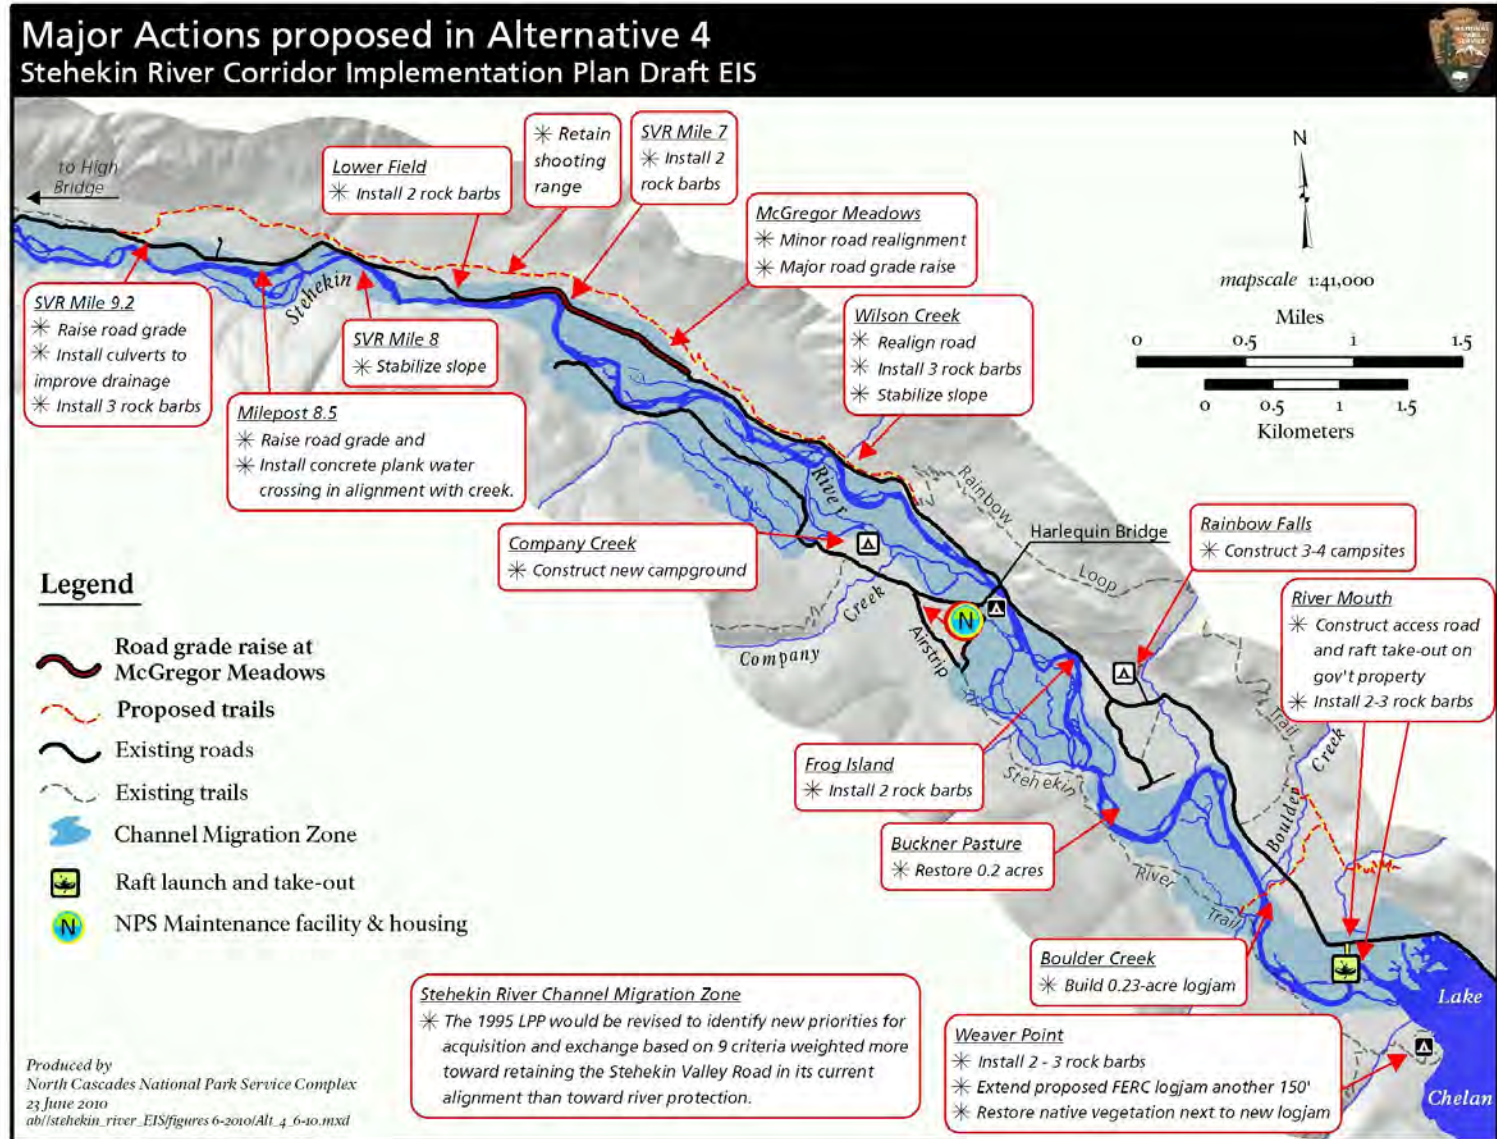 Major Actions proposed in Alternative 4
Stehekin River Corridor Implementation Plan Draft EIS
NATIONAL
PARK
SERVICE
to High
Bridge
Lower Field
✳ Install 2 rock barbs
✳ Retain
shooting
range
SVR Mile 7
✳ Install 2
rock barbs
McGregor Meadows
✳ Minor road realignment
✳ Major road grade raise
N
mapscale 1:41,000
Miles
0 0.5 1 1.5
0 0.5 1 1.5
Kilometers
SVR Mile 9.2
✳ Raise road grade
✳ Install culverts to
improve drainage
✳ Install 3 rock barbs
Stehekin
SVR Mile 8
✳ Stabilize slope
Wilson Creek
✳ Realign road
✳ Install 3 rock barbs
✳ Stabilize slope
Milepost 8.5
✳ Raise road grade and
✳ Install concrete plank water
crossing in alignment with creek.
River
Rainbow
Loop
Trail
Harlequin Bridge
Rainbow Falls
✳ Construct 3-4 campsites
Company Creek
✳ Construct new campground
River Mouth
✳ Construct access road
and raft take-out on
gov't property
✳ Install 2-3 rock barbs
Company
Creek
Airstrip
N
Boulder
Creek
Frog Island
✳ Install 2 rock barbs
Stehekin
River
Trail
Buckner Pasture
✳ Restore 0.2 acres
Boulder Creek
✳ Build 0.23-acre logjam
Lake
Chelan
Weaver Point
✳ Install 2 - 3 rock barbs
✳ Extend proposed FERC logjam another 150'
✳ Restore native vegetation next to new logjam
Legend
Road grade raise at
McGregor Meadows
Proposed trails
Existing roads
Existing trails
Channel Migration Zone
Raft launch and take-out
N
NPS Maintenance facility & housing
Stehekin River Channel Migration Zone
✳ The 1995 LPP would be revised to identify new priorities for
acquisition and exchange based on 9 criteria weighted more
toward retaining the Stehekin Valley Road in its current
alignment than toward river protection.
Produced by
North Cascades National Park Service Complex
23 June 2010
ab//stehekin_river_EIS/figures 6-2010/Alt_4_6-10.mxd